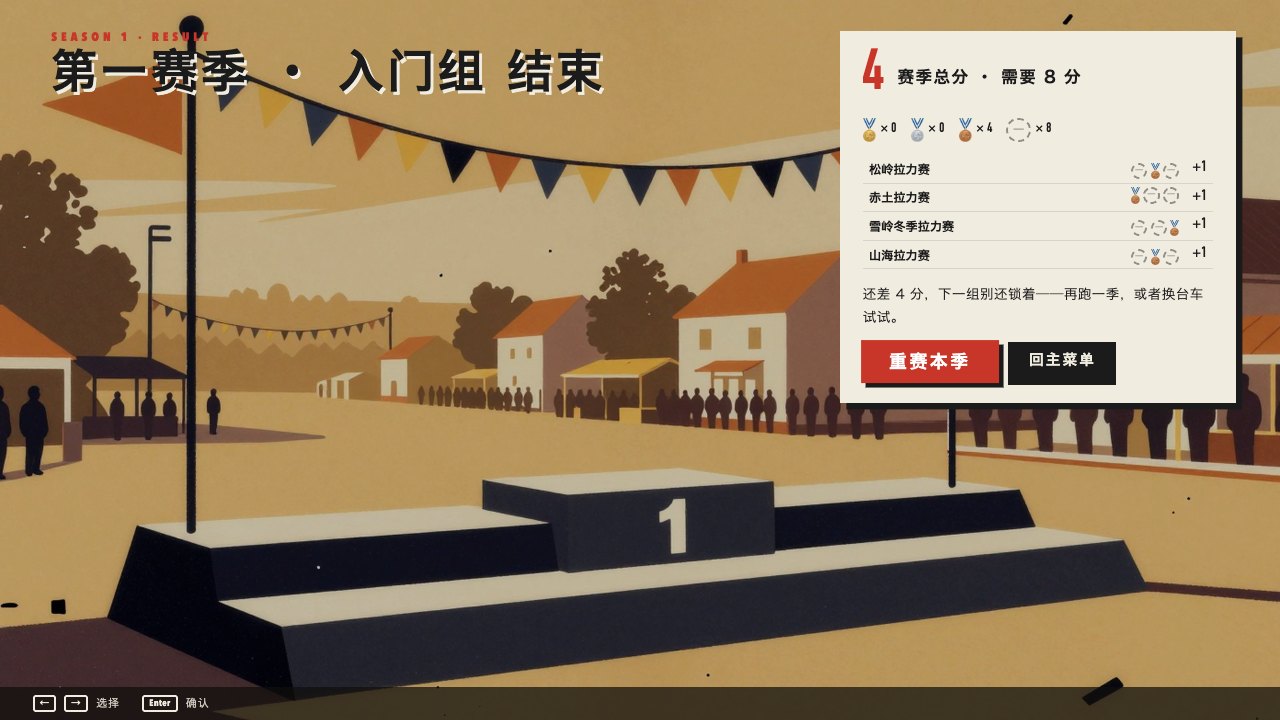 SEASON 1 · RESULT
第一赛季 · 入门组 结束
4 赛季总分 · 需要 8 分
×0 ×0 ×4 ×8
松岭拉力赛 +1
赤土拉力赛 +1
雪岭冬季拉力赛 +1
山海拉力赛 +1
还差 4 分，下一组别还锁着——再跑一季，或者换台车
试试。
重赛本季 回主菜单
1
← → 选择 Enter 确认